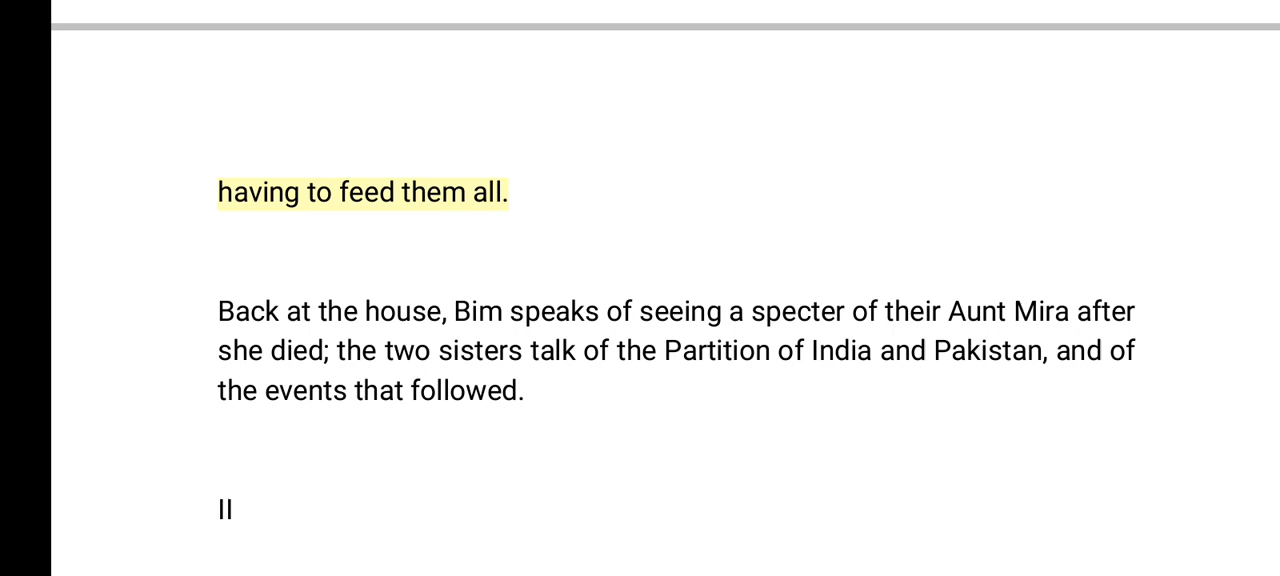 having to feed them all.
Back at the house, Bim speaks of seeing a specter of their Aunt Mira after
she died; the two sisters talk of the Partition of India and Pakistan, and of
the events that followed.
II